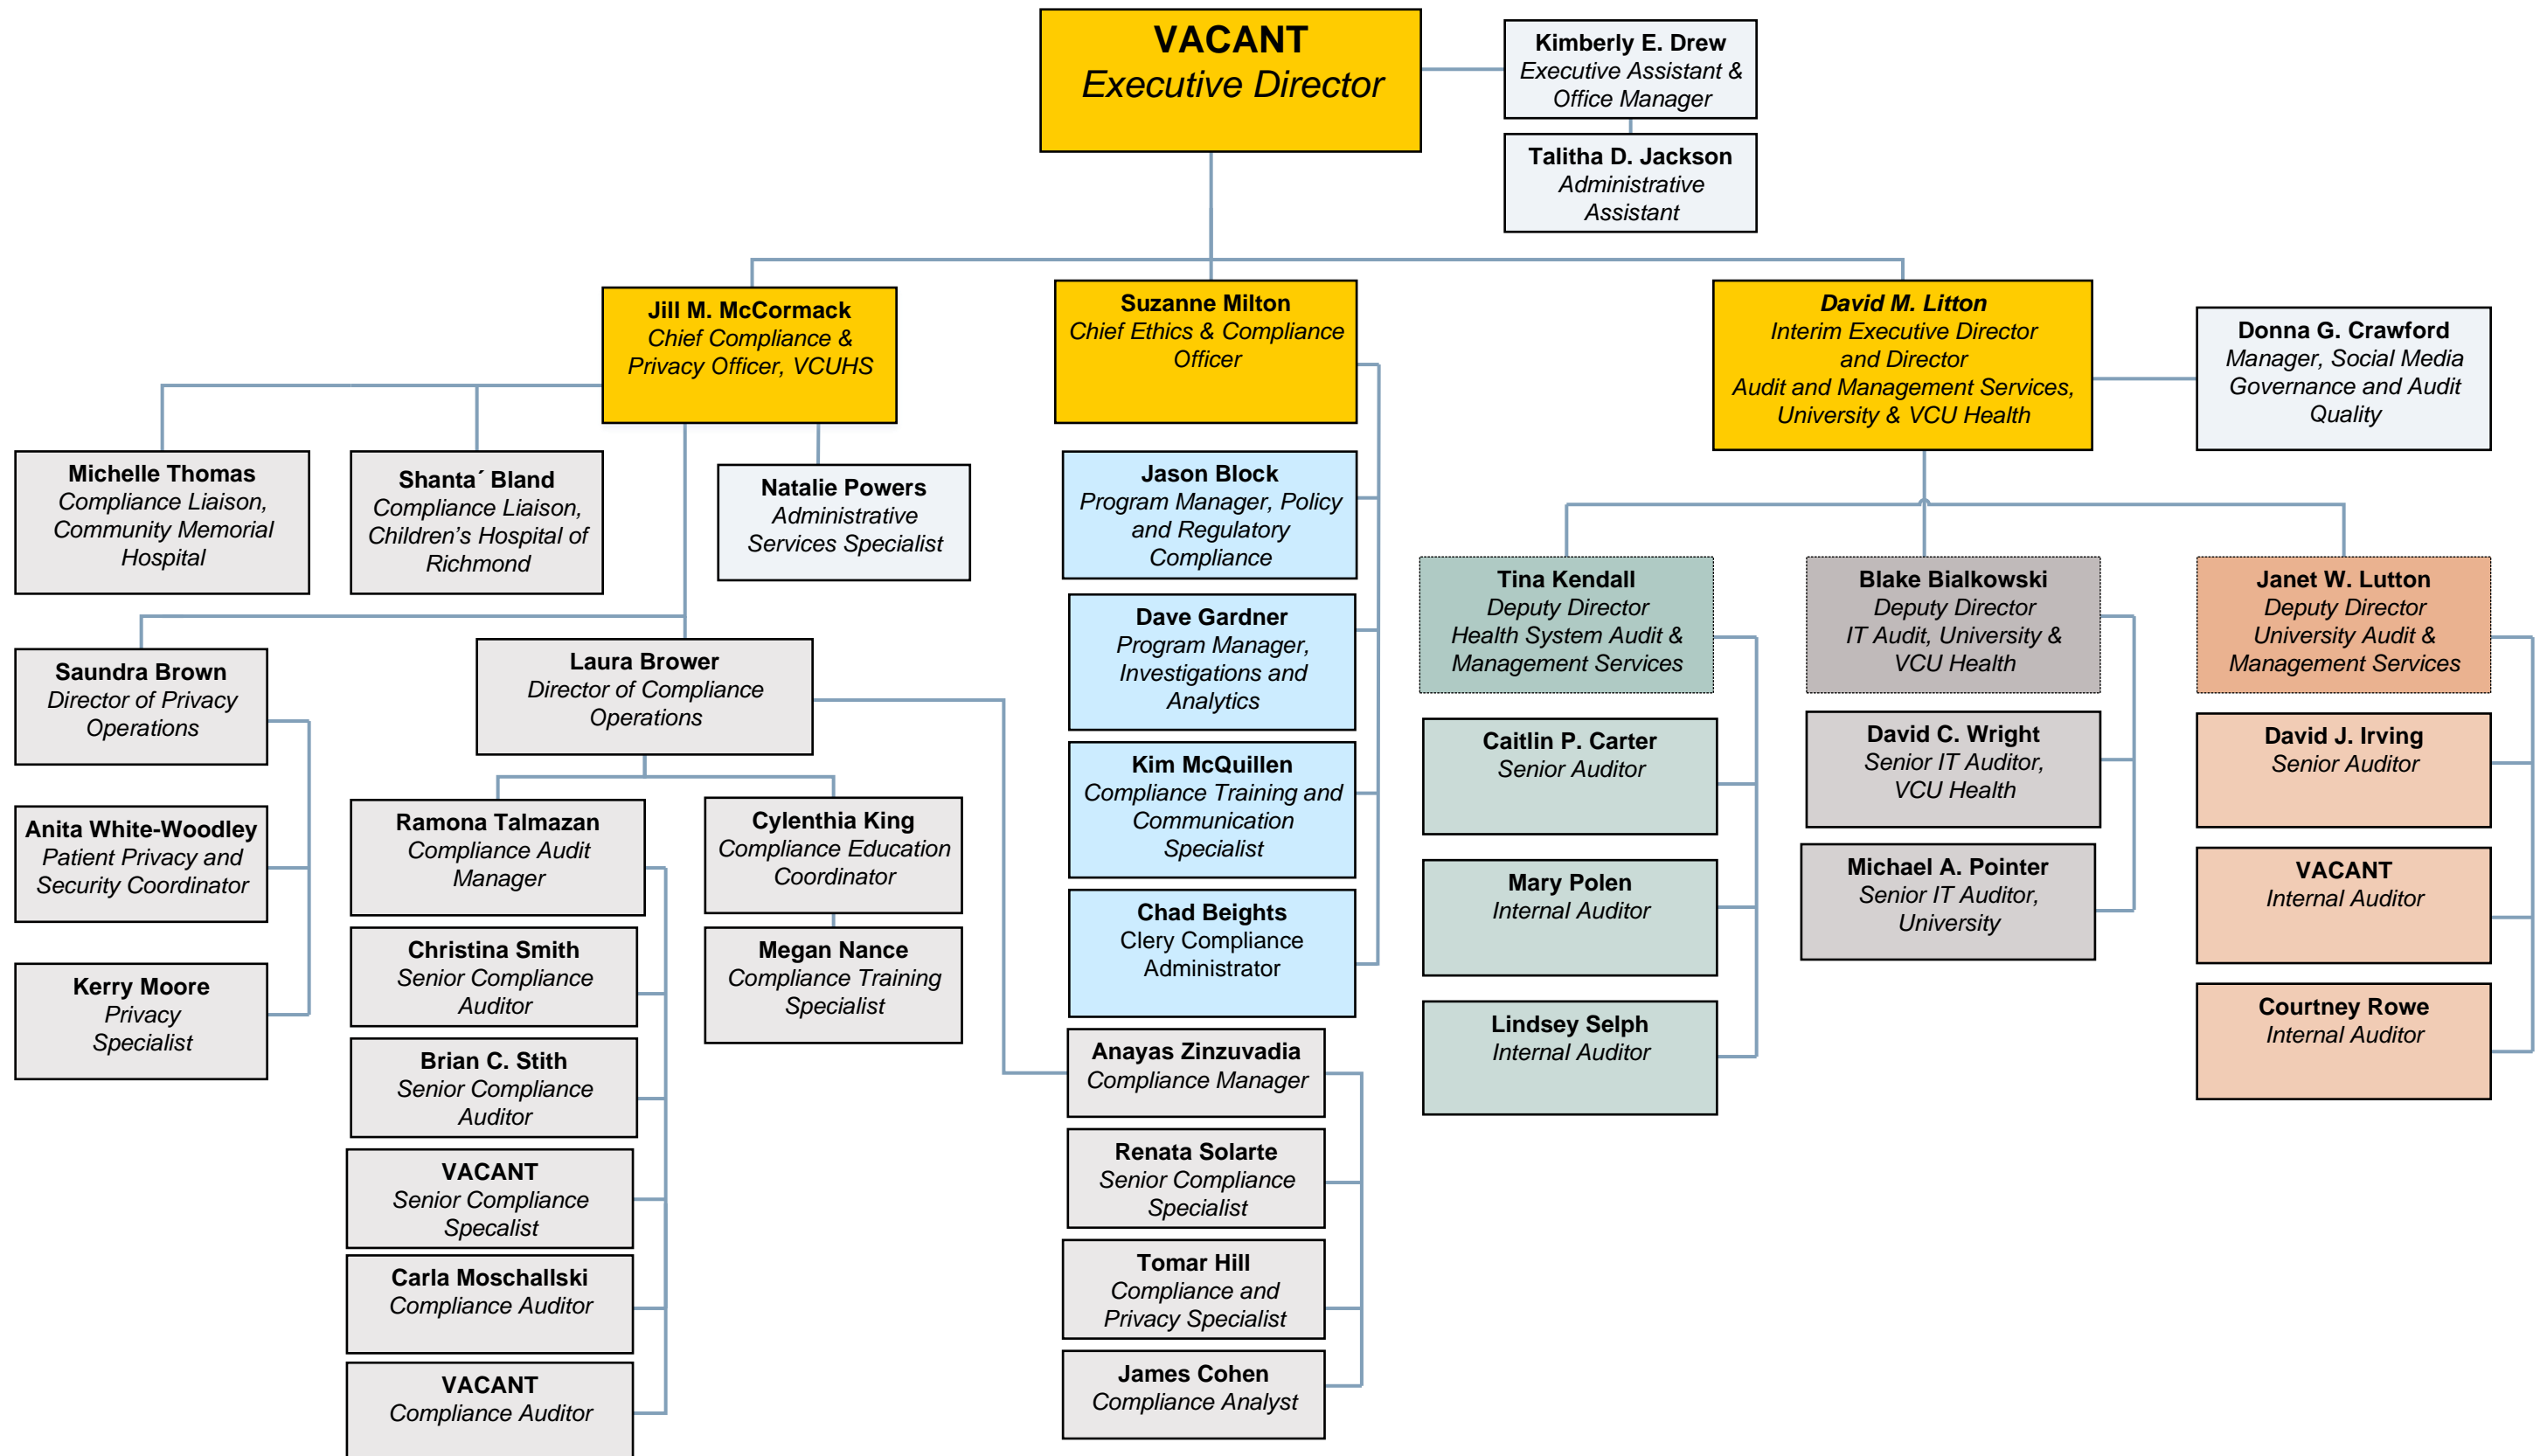 VACANT
Executive Director
Kimberly E. Drew
Executive Assistant &
Office Manager
Talitha D. Jackson
Administrative
Assistant
Jill M. McCormack
Chief Compliance &
Privacy Officer, VCUHS
Suzanne Milton
Chief Ethics & Compliance
Officer
David M. Litton
Interim Executive Director
and Director
Audit and Management Services,
University & VCU Health
Donna G. Crawford
Manager, Social Media
Governance and Audit
Quality
Michelle Thomas
Compliance Liaison,
Community Memorial
Hospital
Shanta´ Bland
Compliance Liaison,
Children’s Hospital of
Richmond
Natalie Powers
Administrative
Services Specialist
Saundra Brown
Director of Privacy
Operations
Anita White-Woodley
Patient Privacy and
Security Coordinator
Kerry Moore
Privacy
Specialist
Laura Brower
Director of Compliance
Operations
Ramona Talmazan
Compliance Audit
Manager
Christina Smith
Senior Compliance
Auditor
Brian C. Stith
Senior Compliance
Auditor
VACANT
Senior Compliance
Specalist
Carla Moschallski
Compliance Auditor
VACANT
Compliance Auditor
Cylenthia King
Compliance Education
Coordinator
Megan Nance
Compliance Training
Specialist
Jason Block
Program Manager, Policy
and Regulatory
Compliance
Dave Gardner
Program Manager,
Investigations and
Analytics
Kim McQuillen
Compliance Training and
Communication
Specialist
Chad Beights
Clery Compliance
Administrator
Anayas Zinzuvadia
Compliance Manager
Renata Solarte
Senior Compliance
Specialist
Tomar Hill
Compliance and
Privacy Specialist
James Cohen
Compliance Analyst
Tina Kendall
Deputy Director
Health System Audit &
Management Services
Caitlin P. Carter
Senior Auditor
Mary Polen
Internal Auditor
Lindsey Selph
Internal Auditor
Blake Bialkowski
Deputy Director
IT Audit, University &
VCU Health
David C. Wright
Senior IT Auditor,
VCU Health
Michael A. Pointer
Senior IT Auditor,
University
Janet W. Lutton
Deputy Director
University Audit &
Management Services
David J. Irving
Senior Auditor
VACANT
Internal Auditor
Courtney Rowe
Internal Auditor